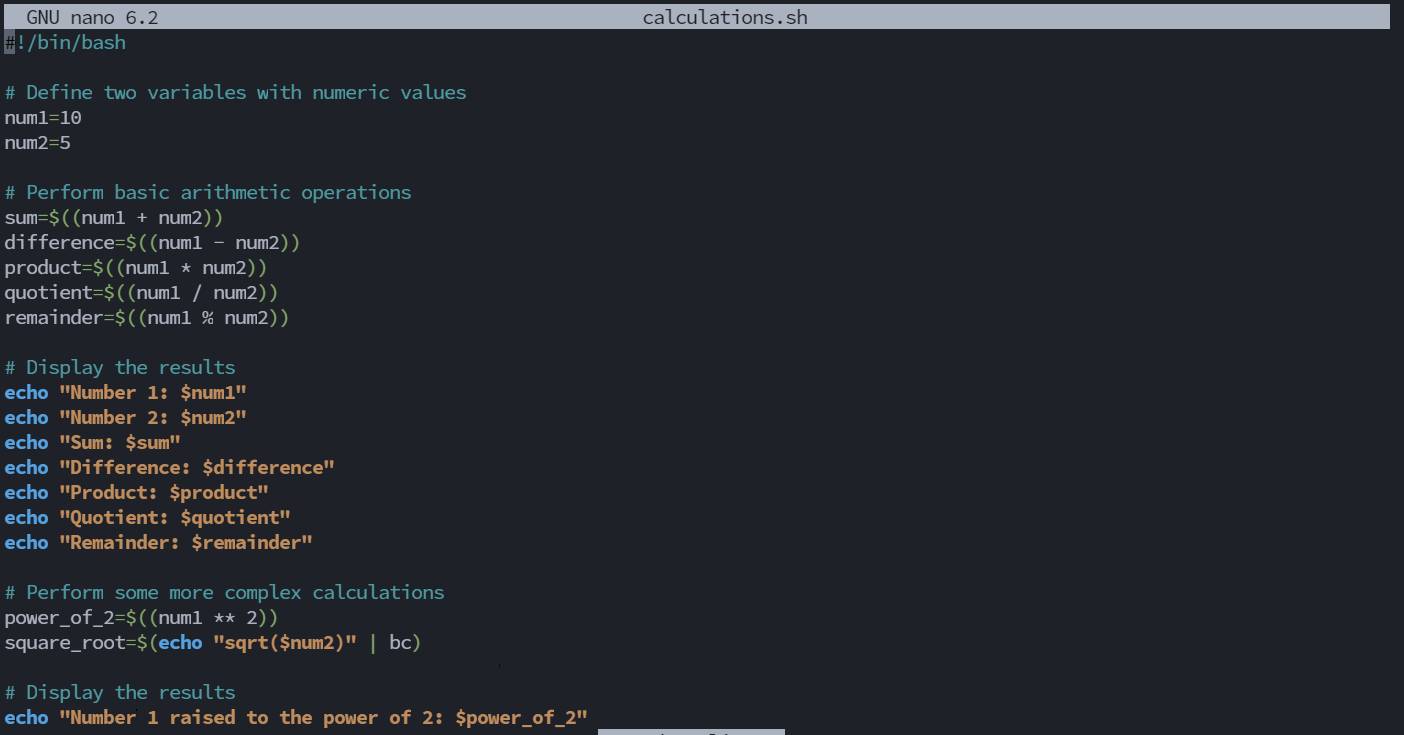 GNU nano 6.2 calculations.sh
#!/bin/bash

# Define two variables with numeric values
num1=10
num2=5

# Perform basic arithmetic operations
sum=$((num1 + num2))
difference=$((num1 - num2))
product=$((num1 * num2))
quotient=$((num1 / num2))
remainder=$((num1 % num2))

# Display the results
echo "Number 1: $num1"
echo "Number 2: $num2"
echo "Sum: $sum"
echo "Difference: $difference"
echo "Product: $product"
echo "Quotient: $quotient"
echo "Remainder: $remainder"

# Perform some more complex calculations
power_of_2=$((num1 ** 2))
square_root=$(echo "sqrt($num2)" | bc)

# Display the results
echo "Number 1 raised to the power of 2: $power_of_2"